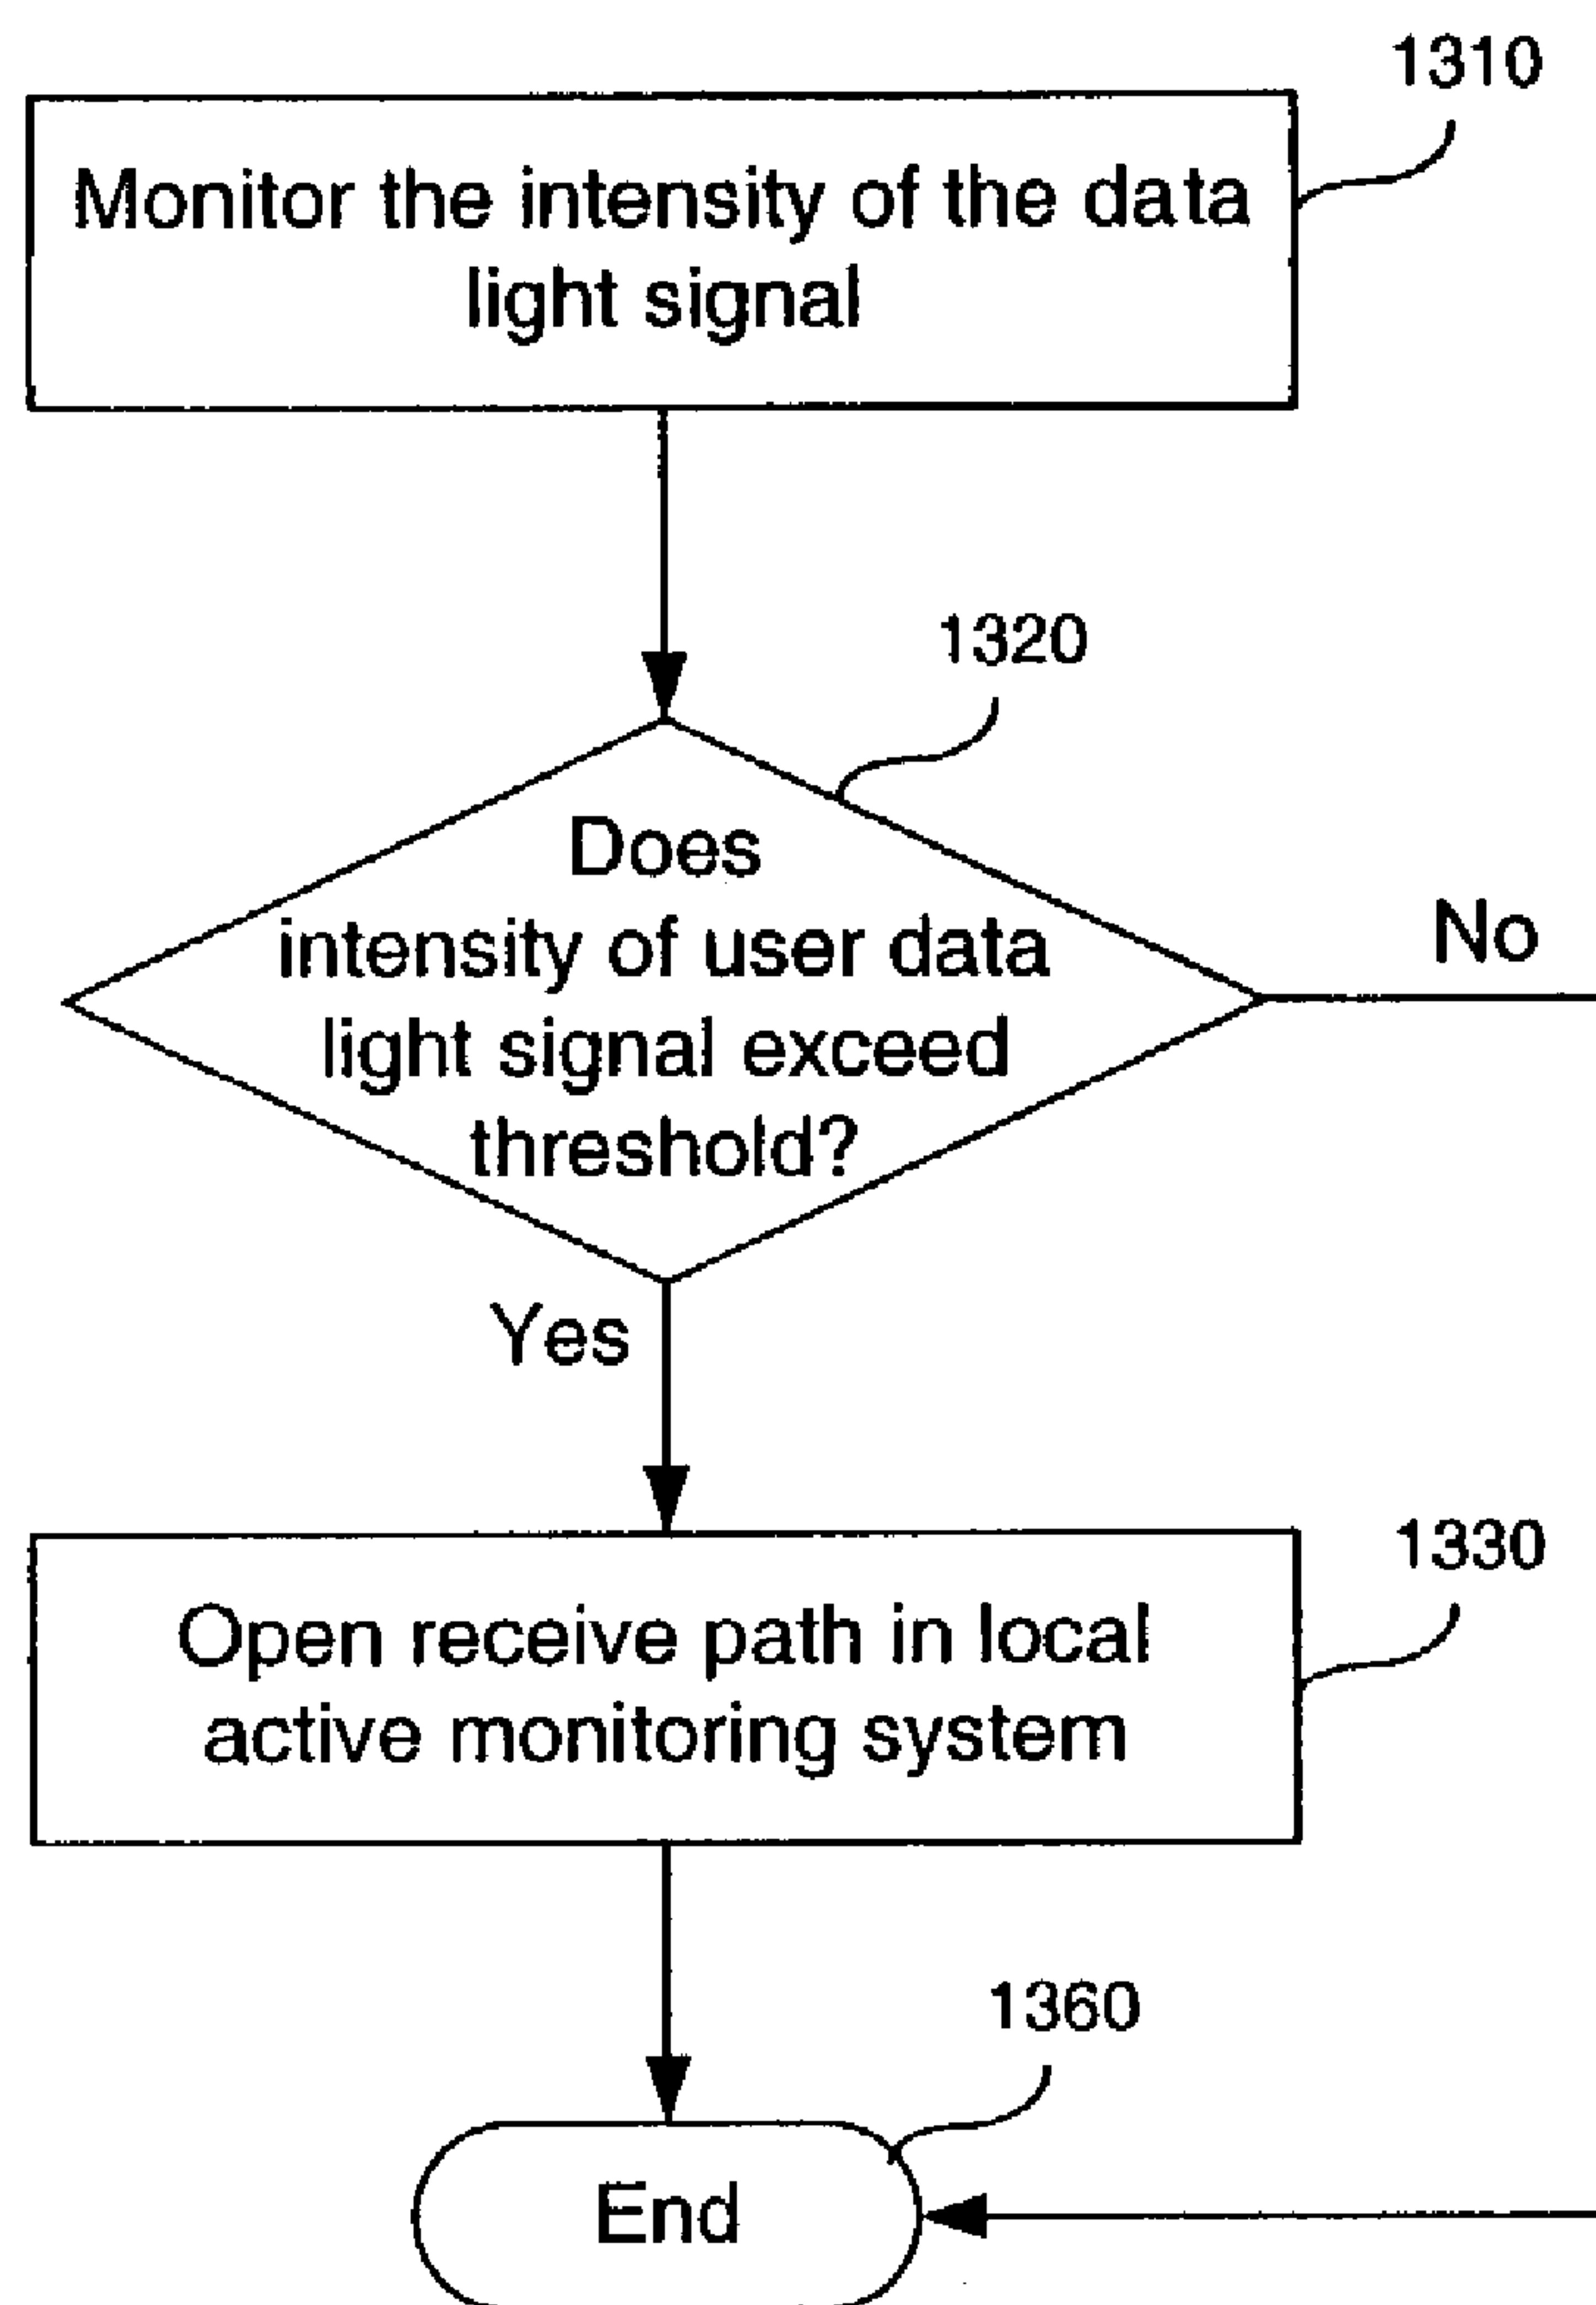 1310
Monitor the intensity of the data
light signal
1320
Does
intensity of user data
light signal exceed
threshold?
No
Yes
1330
Open receive path in local
active monitoring system
1360
End